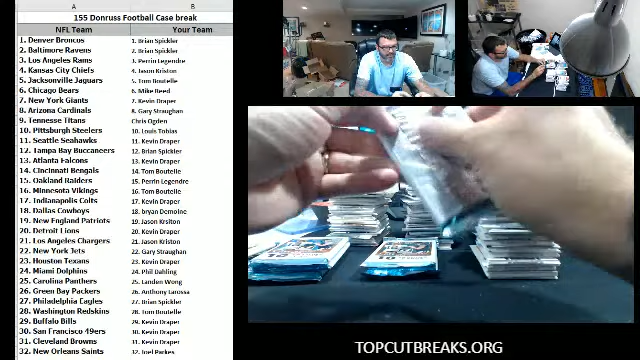 A B
155 Donruss Football Case break
NFL Team Your Team
1. Denver Broncos 1. Brian Spickler
2. Baltimore Ravens 2. Brian Spickler
3. Los Angeles Rams 3. Perrin Legendre
4. Kansas City Chiefs 4. Jason Kriston
5. Jacksonville Jaguars 5. Tom Boutelle
6. Chicago Bears 6. Mike Reed
7. New York Giants 7. Kevin Draper
8. Arizona Cardinals 8. Gary Straughan
9. Tennessee Titans Chris Ogden
10. Pittsburgh Steelers 10. Louis Tobias
11. Seattle Seahawks 11. Kevin Draper
12. Tampa Bay Buccaneers 12. Brian Spickler
13. Atlanta Falcons 13. Kevin Draper
14. Cincinnati Bengals 14. Tom Boutelle
15. Oakland Raiders 15. Perrin Legendre
16. Minnesota Vikings 16. Tom Boutelle
17. Indianapolis Colts 17. Kevin Draper
18. Dallas Cowboys 18. bryan Demoine
19. New England Patriots 19. Jason Kriston
20. Detroit Lions 20. Kevin Draper
21. Los Angeles Chargers 21. Jason Kriston
22. New York Jets 22. Gary Straughan
23. Houston Texans 23. Kevin Draper
24. Miami Dolphins 24. Phil Dahling
25. Carolina Panthers 25. Landen Wong
26. Green Bay Packers 26. Anthony Larossa
27. Philadelphia Eagles 27. Brian Spickler
28. Washington Redskins 28. Tom Boutelle
29. Buffalo Bills 29. Kevin Draper
30. San Francisco 49ers 30. Kevin Draper
31. Cleveland Browns 31. Kevin Draper
32. New Orleans Saints 32. Joel Parkes
TOPCUTBREAKS.ORG